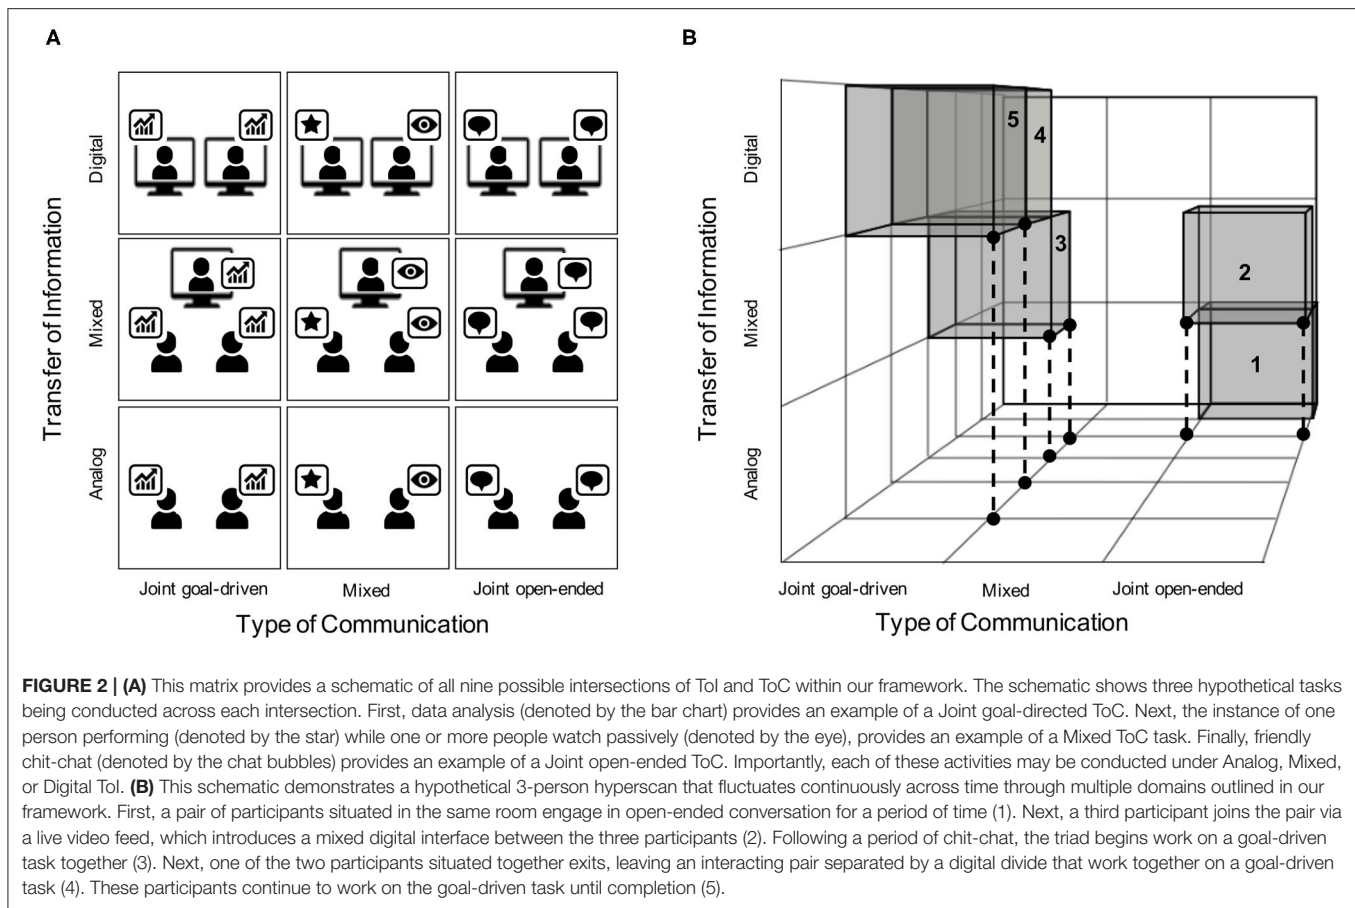 A
B
Transfer of Information
Digital
Mixed
Analog
Joint goal-driven
Mixed
Joint open-ended
Type of Communication
Transfer of Information
Digital
Mixed
Analog
5
4
3
2
1
Joint goal-driven
Mixed
Joint open-ended
Type of Communication
FIGURE 2 | (A) This matrix provides a schematic of all nine possible intersections of ToI and ToC within our framework. The schematic shows three hypothetical tasks
being conducted across each intersection. First, data analysis (denoted by the bar chart) provides an example of a Joint goal-directed ToC. Next, the instance of one
person performing (denoted by the star) while one or more people watch passively (denoted by the eye), provides an example of a Mixed ToC task. Finally, friendly
chit-chat (denoted by the chat bubbles) provides an example of a Joint open-ended ToC. Importantly, each of these activities may be conducted under Analog, Mixed,
or Digital ToI. (B) This schematic demonstrates a hypothetical 3-person hyperscan that fluctuates continuously across time through multiple domains outlined in our
framework. First, a pair of participants situated in the same room engage in open-ended conversation for a period of time (1). Next, a third participant joins the pair via
a live video feed, which introduces a mixed digital interface between the three participants (2). Following a period of chit-chat, the triad begins work on a goal-driven
task together (3). Next, one of the two participants situated together exits, leaving an interacting pair separated by a digital divide that work together on a goal-driven
task (4). These participants continue to work on the goal-driven task until completion (5).